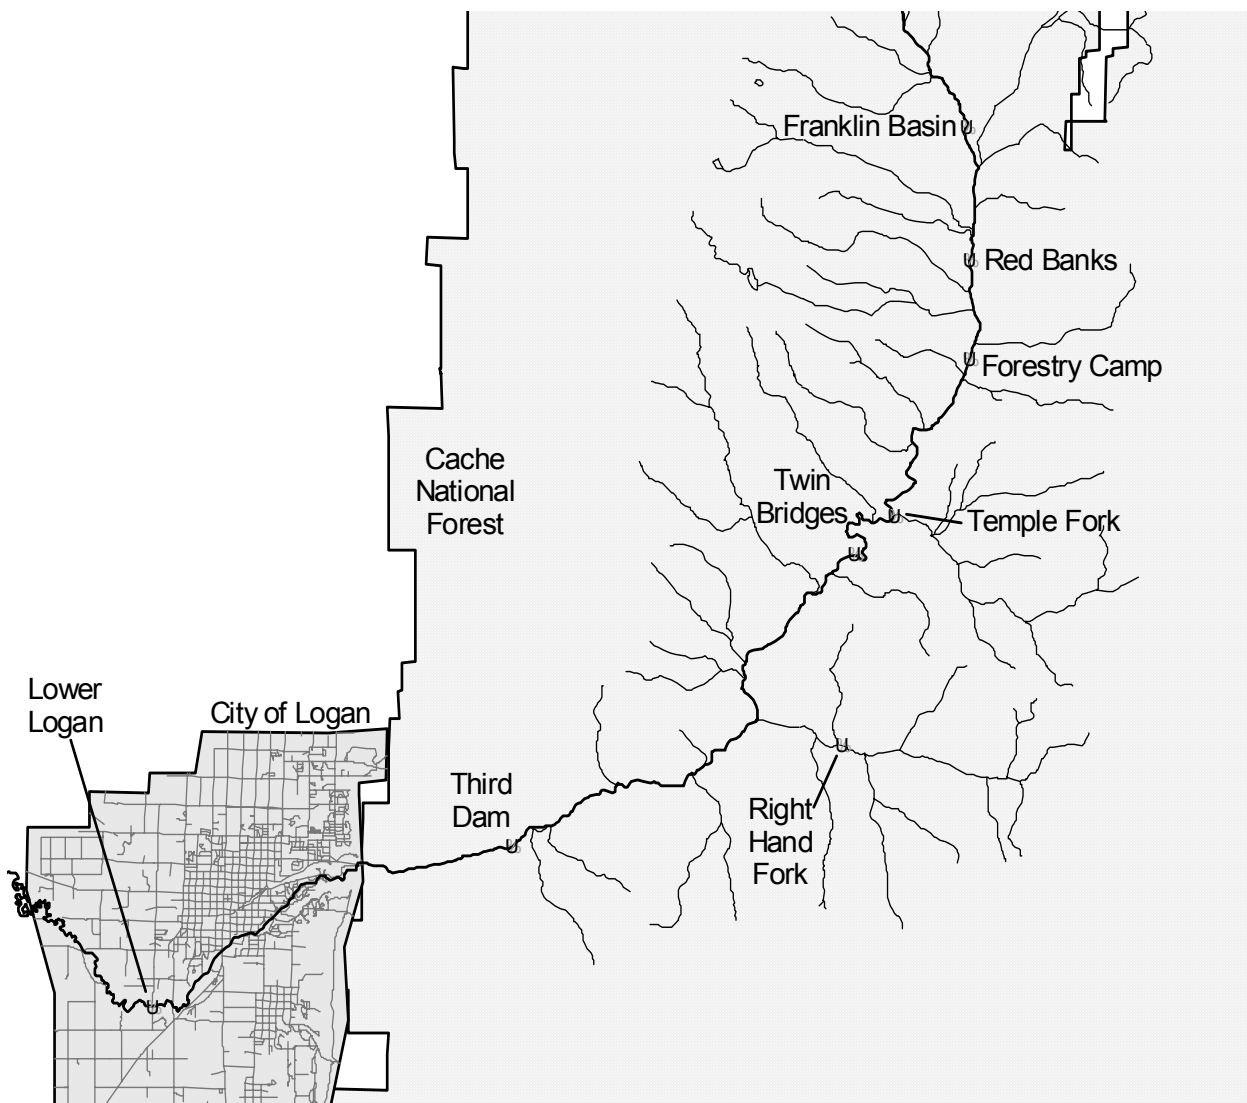 Franklin Basin
Red Banks
Forestry Camp
Cache
National
Forest
Twin
Bridges
Temple Fork
Lower
Logan
City of Logan
Third
Dam
Right
Hand
Fork